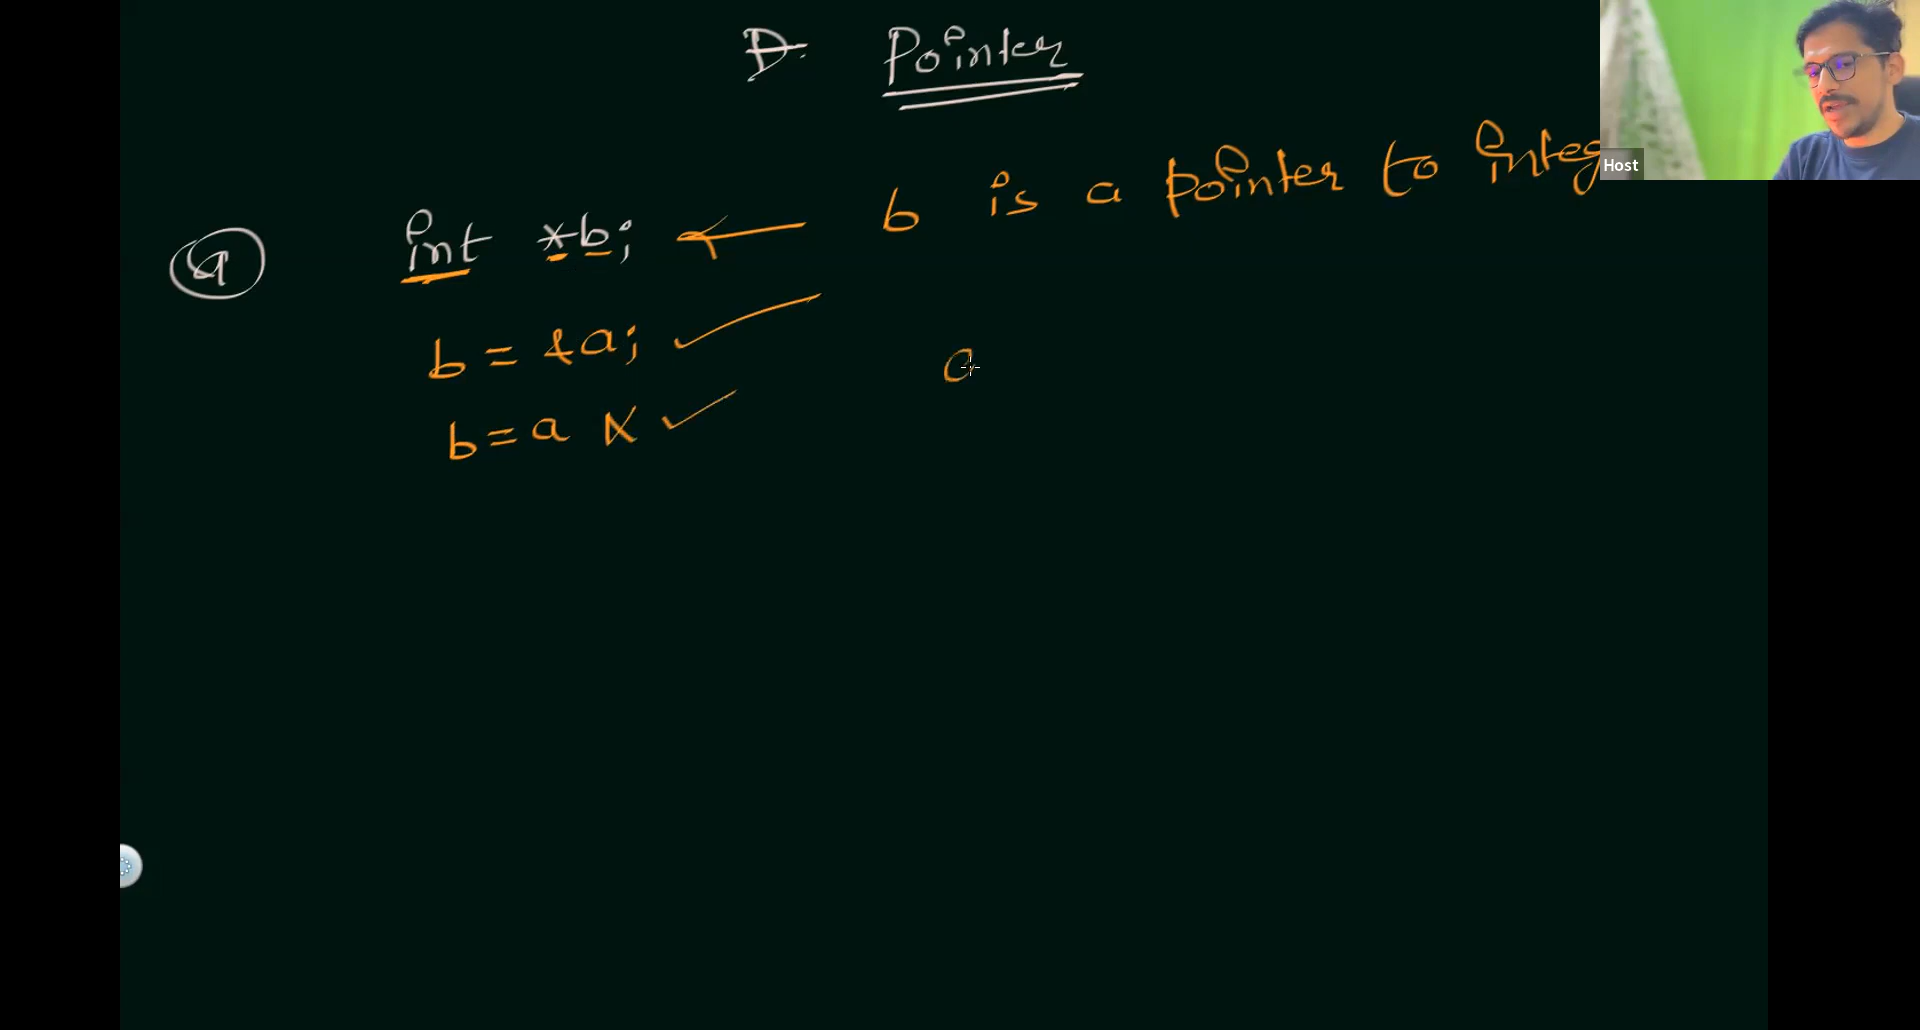 D. Pointer
Host
int *b; ← b is a pointer to integ
b = &a; ✓
a
b = a × ✓